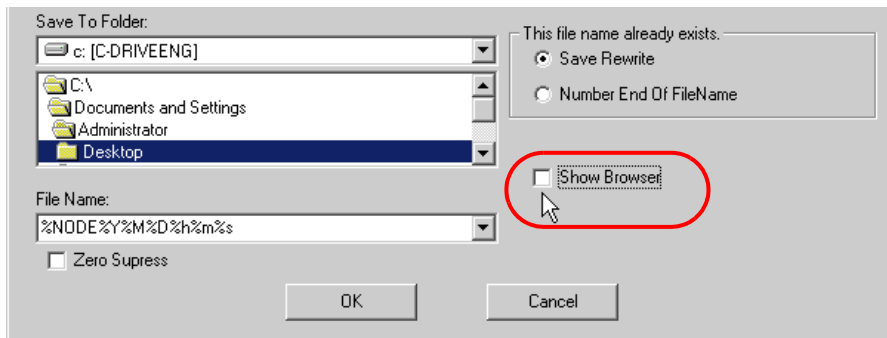 Save To Folder:
c: [C-DRIVEENG]
C:\
Documents and Settings
Administrator
Desktop
File Name:
%NODE%Y%M%D%h%m%s
Zero Supress
This file name already exists.
Save Rewrite
Number End Of FileName
Show Browser
OK
Cancel